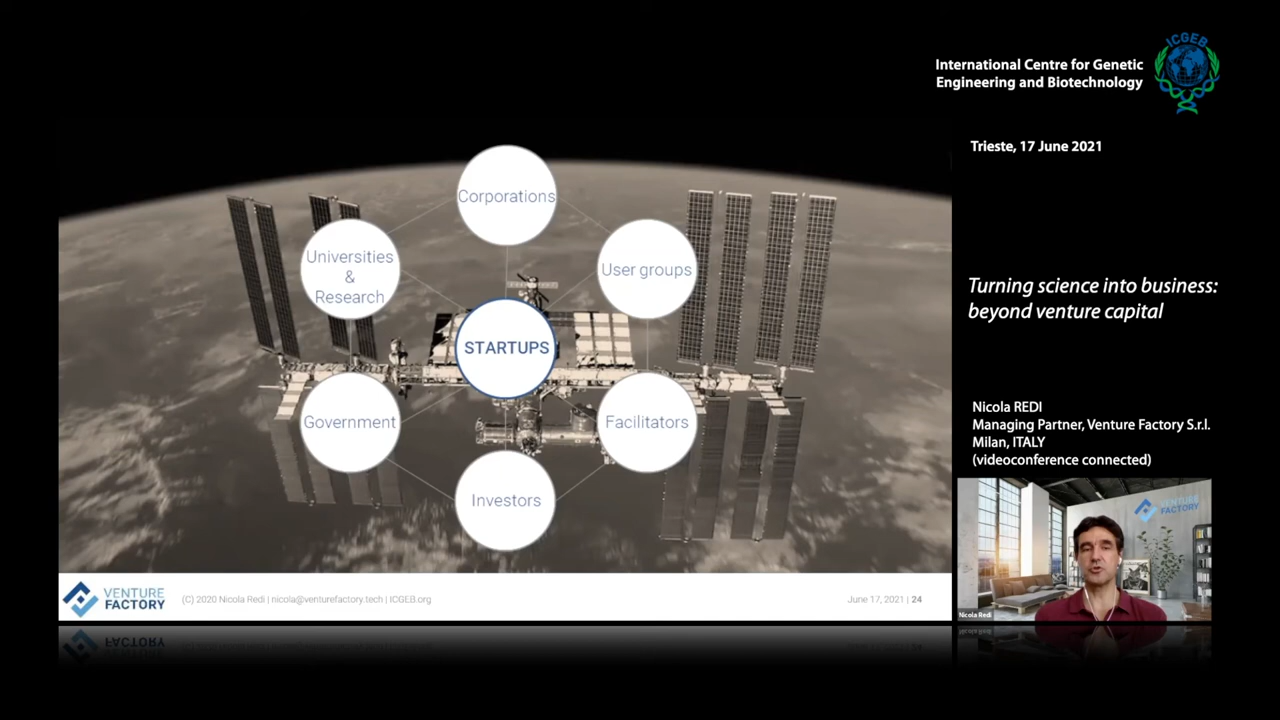 International Centre for Genetic
Engineering and Biotechnology
ICGEB
Trieste, 17 June 2021
Corporations
Universities
&
Research
User groups
STARTUPS
Government
Facilitators
Investors
Turning science into business:
beyond venture capital
Nicola REDI
Managing Partner, Venture Factory S.r.l.
Milan, ITALY
(videoconference connected)
VENTURE
FACTORY
Nicola Redi
VENTURE
FACTORY
(C) 2020 Nicola Redi | nicola@venturefactory.tech | ICGEB.org
June 17, 2021 | 24